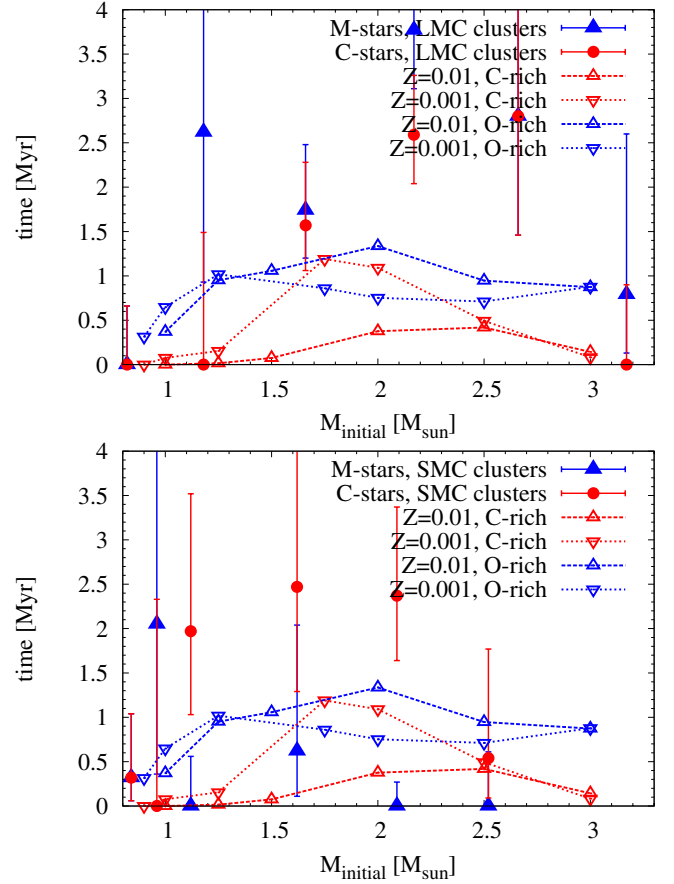 4
3.5
3
2.5
2
1.5
1
0.5
0
time [Myr]
M-stars, LMC clusters
C-stars, LMC clusters
Z=0.01, C-rich
Z=0.001, C-rich
Z=0.01, O-rich
Z=0.001, O-rich
1 1.5 2 2.5 3
M_initial [M_sun]
4
3.5
3
2.5
2
1.5
1
0.5
0
time [Myr]
M-stars, SMC clusters
C-stars, SMC clusters
Z=0.01, C-rich
Z=0.001, C-rich
Z=0.01, O-rich
Z=0.001, O-rich
1 1.5 2 2.5 3
M_initial [M_sun]